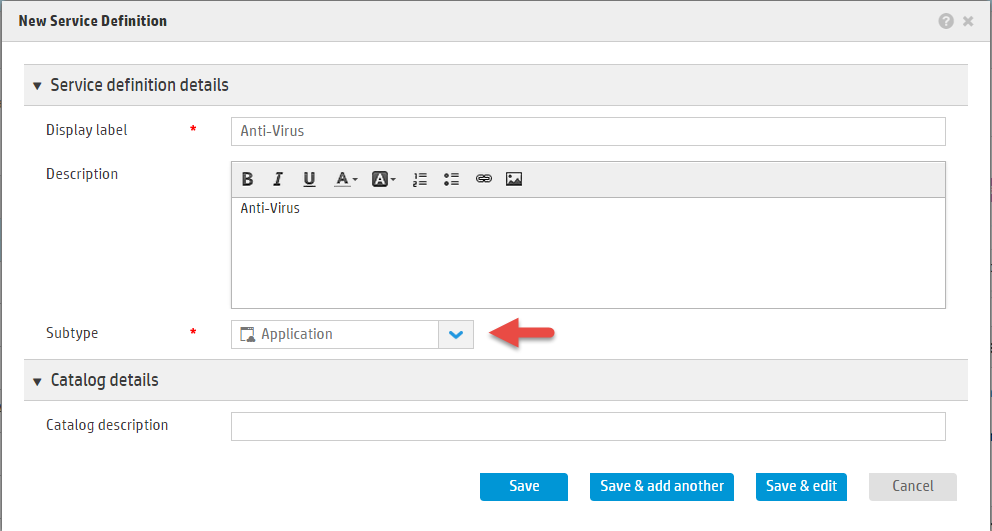 New Service Definition
Service definition details
Display label * Anti-Virus
Description
B I U A A
Anti-Virus
Subtype * Application
Catalog details
Catalog description
Save Save & add another Save & edit Cancel